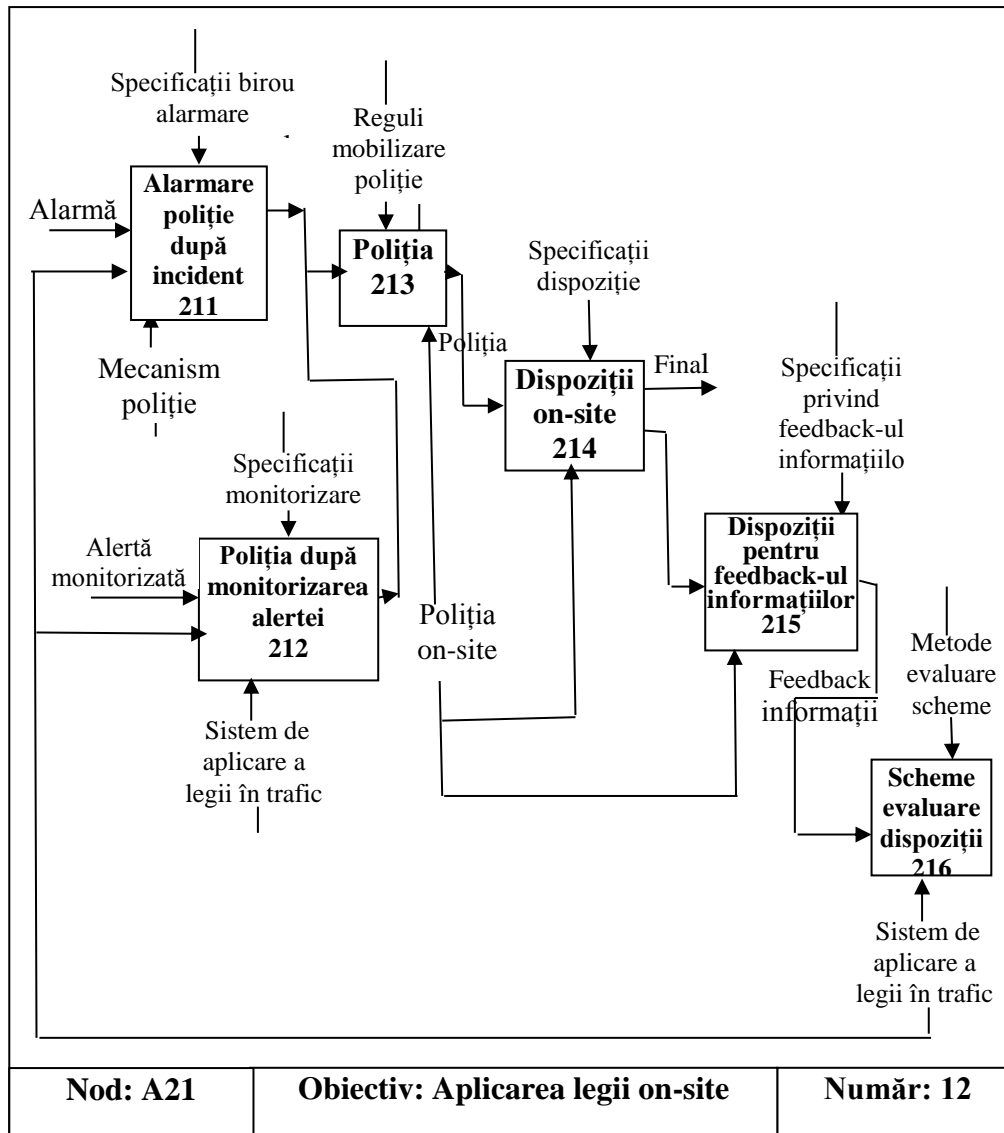 Specificații birou
alarmare
Reguli
mobilizare
poliție
Alarmă
Alarmare
poliție
după
incident
211
Poliția
213
Specificații
dispoziție
Mecanism
poliție
Poliția
Dispoziții
on-site
214
Final
Specificații
privind
feedback-ul
informațiilo
Specificații
monitorizare
Alertă
monitorizată
Poliția după
monitorizarea
alertei
212
Dispoziții
pentru
feedback-ul
informațiilor
215
Poliția
on-site
Sistem de
aplicare a
legii în trafic
Feedback
informații
Metode
evaluare
scheme
Scheme
evaluare
dispoziții
216
Sistem de
aplicare a
legii în trafic
Nod: A21
Obiectiv: Aplicarea legii on-site
Număr: 12